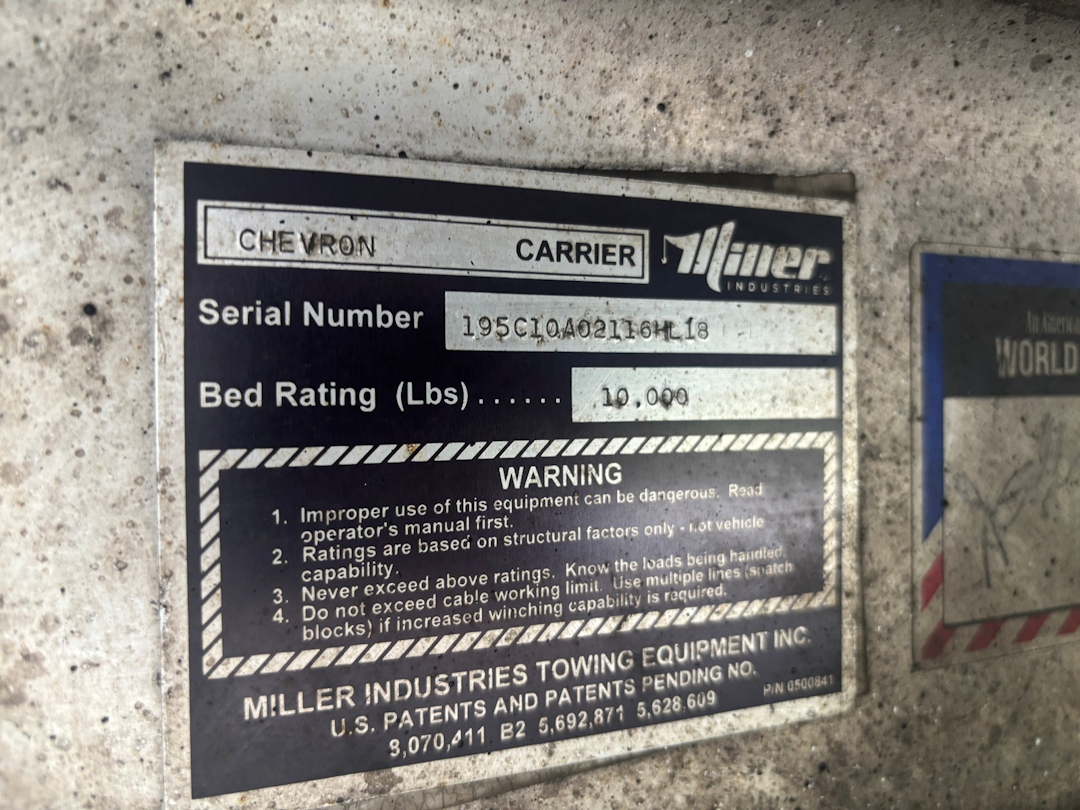 CHEVRON CARRIER Miller
INDUSTRIES
Serial Number 195C10A02116HL18
Bed Rating (Lbs) ...... 10,000
WARNING
1. Improper use of this equipment can be dangerous. Read
operator's manual first.
2. Ratings are based on structural factors only - not vehicle
capability.
3. Never exceed above ratings. Know the loads being handled.
4. Do not exceed cable working limit. Use multiple lines (snatch
blocks) if increased winching capability is required.
MILLER INDUSTRIES TOWING EQUIPMENT INC.
U.S. PATENTS AND PATENTS PENDING NO.
8,070,411 B2 5,692,871 5,628,609
P/N 0500841
An
WORLD